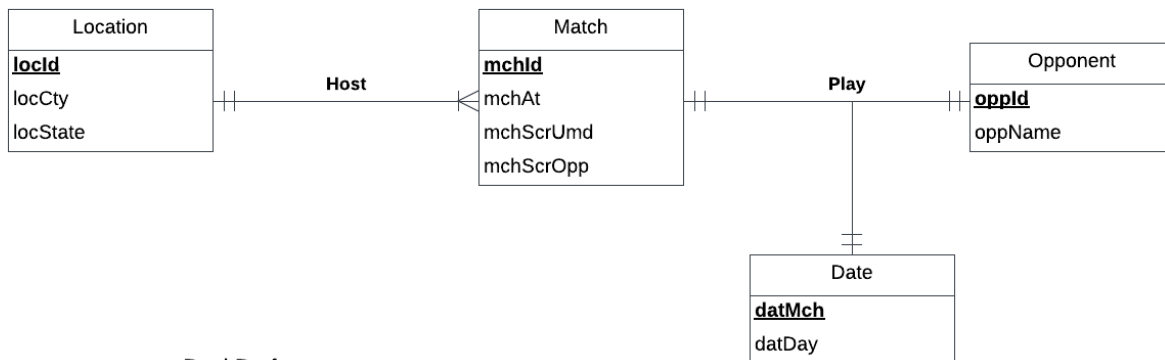 Location
locId
locCty
locState
Host
Match
mchId
mchAt
mchScrUmd
mchScrOpp
Play
Opponent
oppId
oppName
Date
datMch
datDay